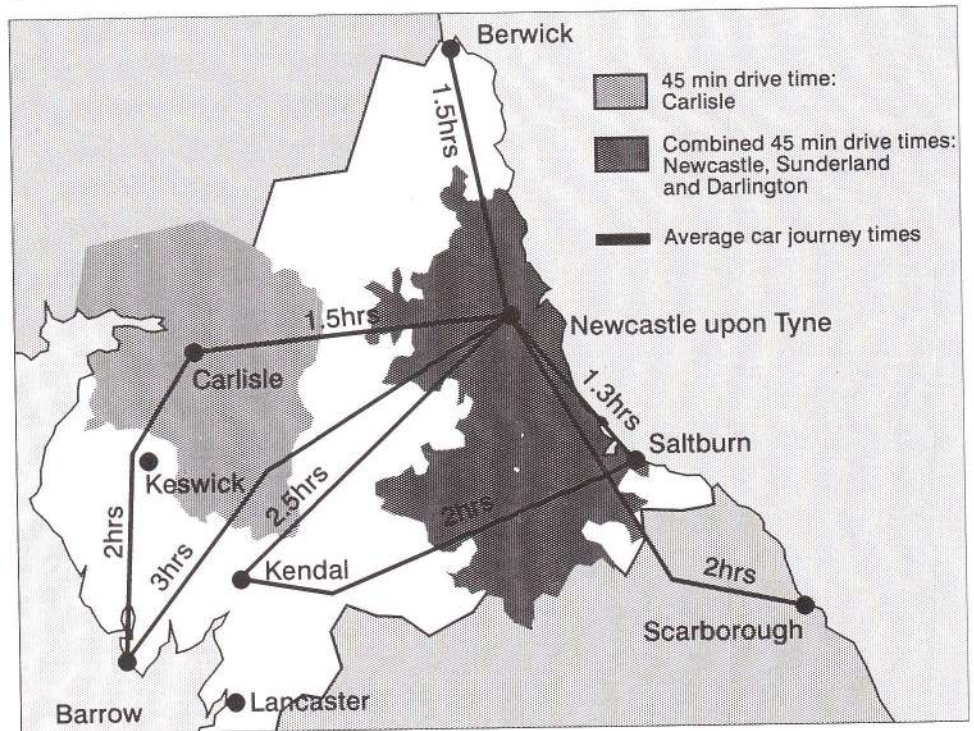 Berwick
45 min drive time:
Carlisle
Combined 45 min drive times:
Newcastle, Sunderland
and Darlington
Average car journey times
1.5hrs
1.5hrs
Newcastle upon Tyne
Carlisle
1.3hrs
Saltburn
Keswick
2.5hrs
2hrs
2hrs
3hrs
Kendal
2hrs
Scarborough
Lancaster
Barrow